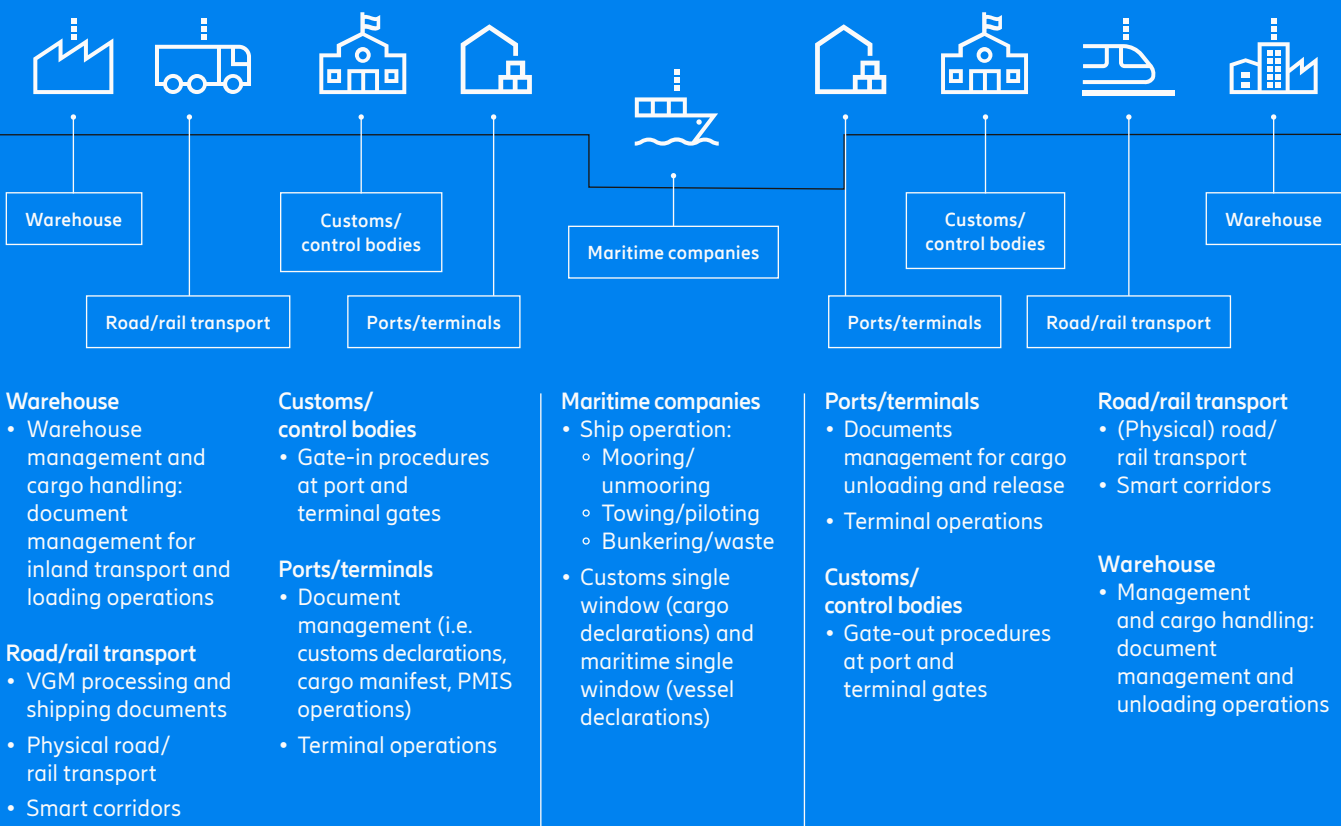 Warehouse
Customs/
control bodies
Maritime companies
Customs/
control bodies
Warehouse
Road/rail transport
Ports/terminals
Ports/terminals
Road/rail transport
Warehouse
• Warehouse
management and
cargo handling:
document
management for
inland transport and
loading operations
Road/rail transport
• VGM processing and
shipping documents
• Physical road/
rail transport
• Smart corridors
Customs/
control bodies
• Gate-in procedures
at port and
terminal gates
Ports/terminals
• Document
management (i.e.
customs declarations,
cargo manifest, PMIS
operations)
• Terminal operations
Maritime companies
• Ship operation:
◦ Mooring/
unmooring
◦ Towing/piloting
◦ Bunkering/waste
• Customs single
window (cargo
declarations) and
maritime single
window (vessel
declarations)
Ports/terminals
• Documents
management for cargo
unloading and release
• Terminal operations
Customs/
control bodies
• Gate-out procedures
at port and
terminal gates
Road/rail transport
• (Physical) road/
rail transport
• Smart corridors
Warehouse
• Management
and cargo handling:
document
management and
unloading operations